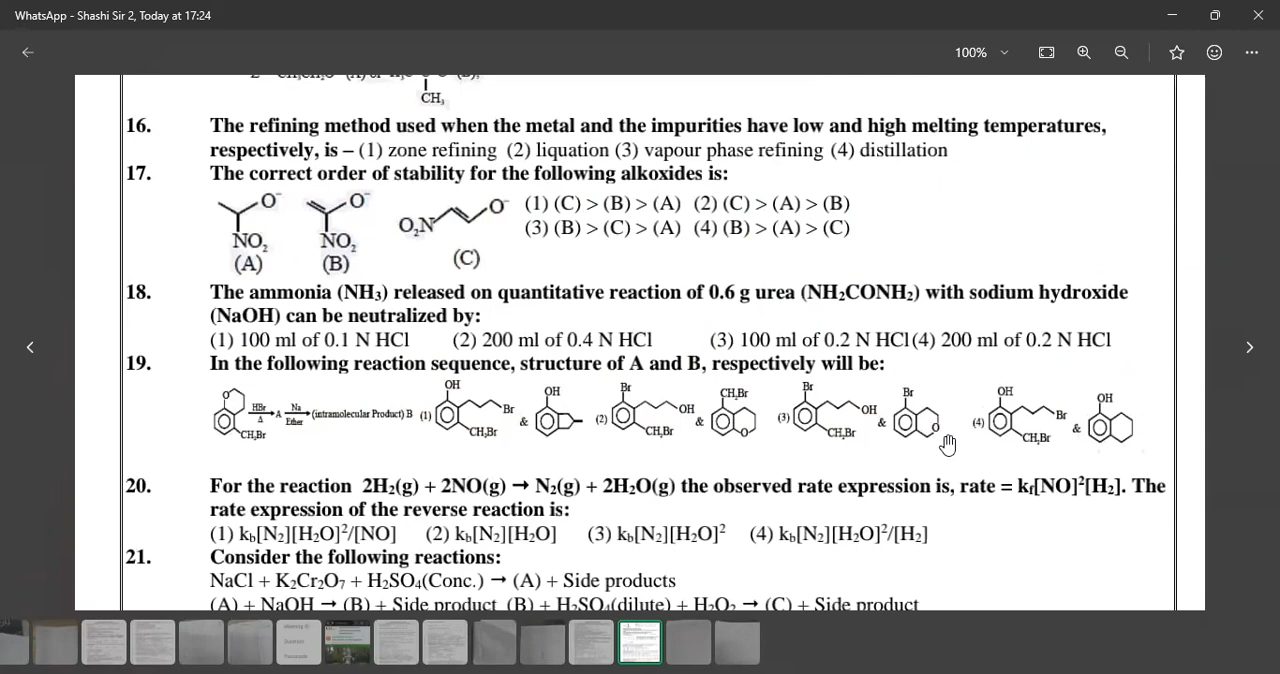 WhatsApp - Shashi Sir 2, Today at 17:24
100%
CH₃
16. The refining method used when the metal and the impurities have low and high melting temperatures,
respectively, is – (1) zone refining (2) liquation (3) vapour phase refining (4) distillation
17. The correct order of stability for the following alkoxides is:
O⁻ O⁻ O₂N O⁻ (1) (C) > (B) > (A) (2) (C) > (A) > (B)
NO₂ NO₂ (3) (B) > (C) > (A) (4) (B) > (A) > (C)
(A) (B) (C)
18. The ammonia (NH₃) released on quantitative reaction of 0.6 g urea (NH₂CONH₂) with sodium hydroxide
(NaOH) can be neutralized by:
(1) 100 ml of 0.1 N HCl (2) 200 ml of 0.4 N HCl (3) 100 ml of 0.2 N HCl (4) 200 ml of 0.2 N HCl
19. In the following reaction sequence, structure of A and B, respectively will be:
OH OH Br CH₂Br Br Br OH OH
O HBr Δ A Na Ether (intramolecular Product) B (1) Br & (2) OH & O (3) OH & O (4) Br &
CH₂Br CH₂Br CH₂Br CH₂Br CH₂Br
20. For the reaction 2H₂(g) + 2NO(g) → N₂(g) + 2H₂O(g) the observed rate expression is, rate = kf[NO]²[H₂]. The
rate expression of the reverse reaction is:
(1) kb[N₂][H₂O]²/[NO] (2) kb[N₂][H₂O] (3) kb[N₂][H₂O]² (4) kb[N₂][H₂O]²/[H₂]
21. Consider the following reactions:
NaCl + K₂Cr₂O₇ + H₂SO₄(Conc.) → (A) + Side products
(A) + NaOH → (B) + Side product (B) + H₂SO₄(dilute) + H₂O₂ → (C) + Side product